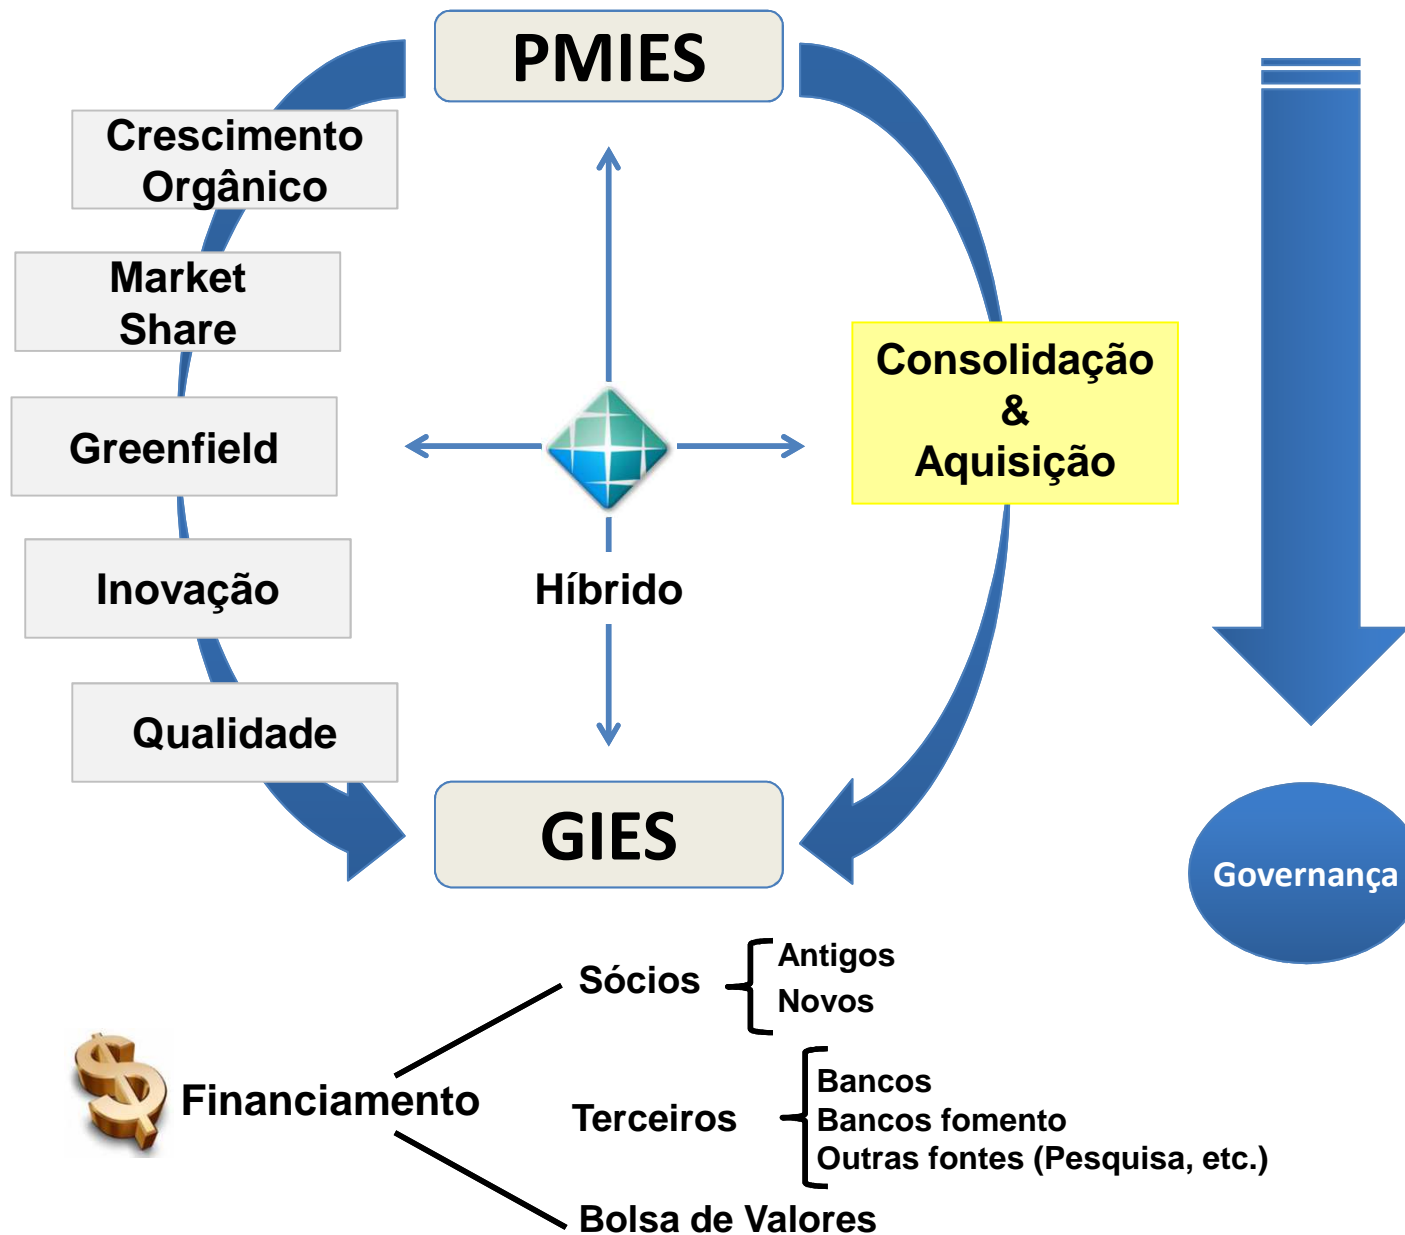 PMIES
Crescimento
Orgânico
Market
Share
Greenfield
Inovação
Qualidade
Híbrido
Consolidação
&
Aquisição
GIES
Governança
Financiamento
Sócios
Antigos
Novos
Terceiros
Bancos
Bancos fomento
Outras fontes (Pesquisa, etc.)
Bolsa de Valores